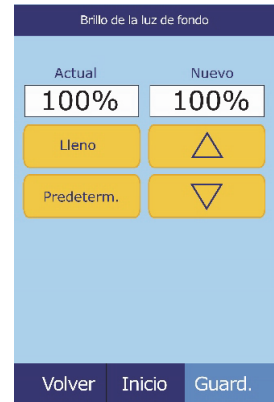 Brillo de la luz de fondo
Actual Nuevo
100% 100%
Lleno
Predeterm.
Volver Inicio Guard.